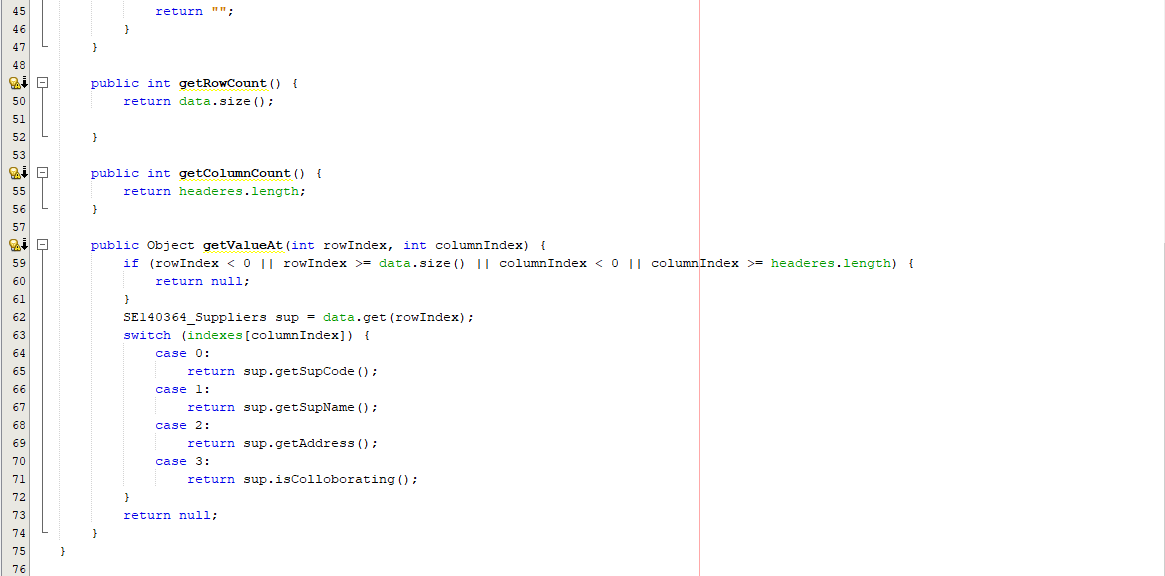 45 return "";
46 }
47 }
48
public int getRowCount() {
50 return data.size();
51
52 }
53
public int getColumnCount() {
55 return headeres.length;
56 }
57
public Object getValueAt(int rowIndex, int columnIndex) {
59 if (rowIndex < 0 || rowIndex >= data.size() || columnIndex < 0 || columnIndex >= headeres.length) {
60 return null;
61 }
62 SE140364_Suppliers sup = data.get(rowIndex);
63 switch (indexes[columnIndex]) {
64 case 0:
65 return sup.getSupCode();
66 case 1:
67 return sup.getSupName();
68 case 2:
69 return sup.getAddress();
70 case 3:
71 return sup.isColloborating();
72 }
73 return null;
74 }
75 }
76